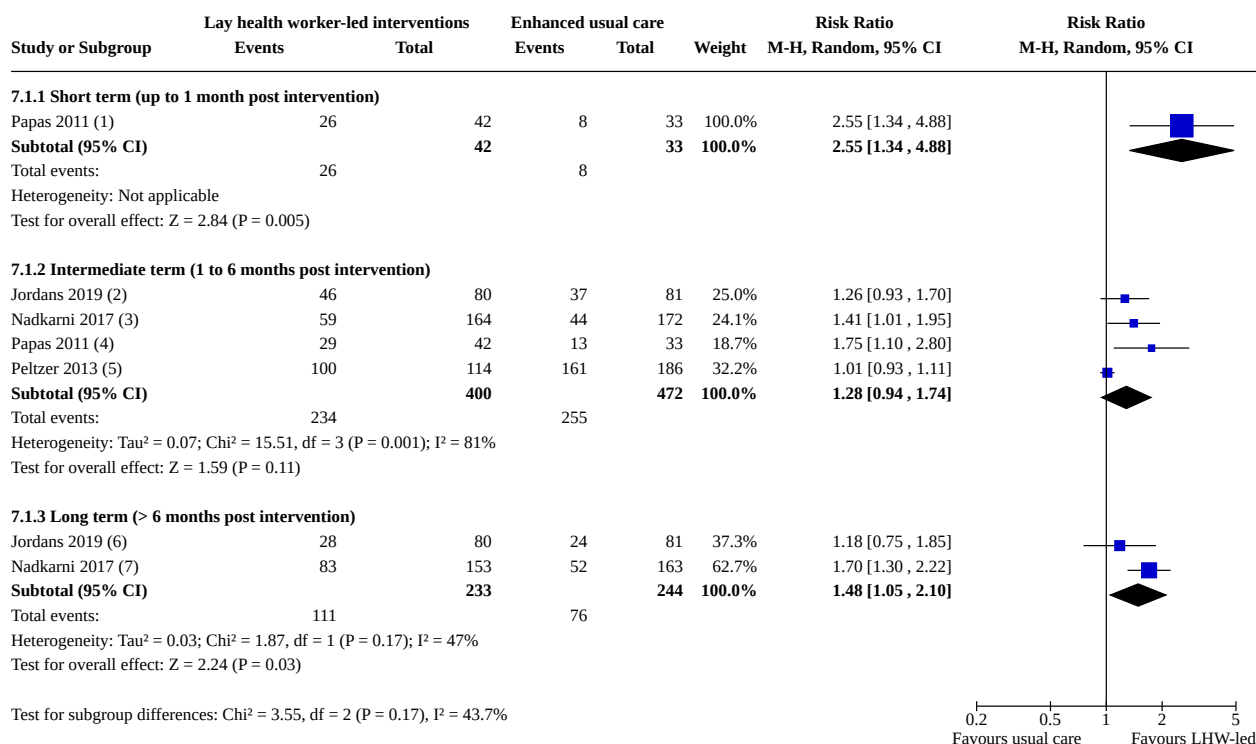 Lay health worker-led interventions Enhanced usual care Risk Ratio Risk Ratio
Study or Subgroup Events Total Events Total Weight M-H, Random, 95% CI M-H, Random, 95% CI
7.1.1 Short term (up to 1 month post intervention)
Papas 2011 (1) 26 42 8 33 100.0% 2.55 [1.34 , 4.88]
Subtotal (95% CI) 42 33 100.0% 2.55 [1.34 , 4.88]
Total events: 26 8
Heterogeneity: Not applicable
Test for overall effect: Z = 2.84 (P = 0.005)
7.1.2 Intermediate term (1 to 6 months post intervention)
Jordans 2019 (2) 46 80 37 81 25.0% 1.26 [0.93 , 1.70]
Nadkarni 2017 (3) 59 164 44 172 24.1% 1.41 [1.01 , 1.95]
Papas 2011 (4) 29 42 13 33 18.7% 1.75 [1.10 , 2.80]
Peltzer 2013 (5) 100 114 161 186 32.2% 1.01 [0.93 , 1.11]
Subtotal (95% CI) 400 472 100.0% 1.28 [0.94 , 1.74]
Total events: 234 255
Heterogeneity: Tau² = 0.07; Chi² = 15.51, df = 3 (P = 0.001); I² = 81%
Test for overall effect: Z = 1.59 (P = 0.11)
7.1.3 Long term (> 6 months post intervention)
Jordans 2019 (6) 28 80 24 81 37.3% 1.18 [0.75 , 1.85]
Nadkarni 2017 (7) 83 153 52 163 62.7% 1.70 [1.30 , 2.22]
Subtotal (95% CI) 233 244 100.0% 1.48 [1.05 , 2.10]
Total events: 111 76
Heterogeneity: Tau² = 0.03; Chi² = 1.87, df = 1 (P = 0.17); I² = 47%
Test for overall effect: Z = 2.24 (P = 0.03)
Test for subgroup differences: Chi² = 3.55, df = 2 (P = 0.17), I² = 43.7%
0.2 0.5 1 2 5
Favours usual care Favours LHW-led